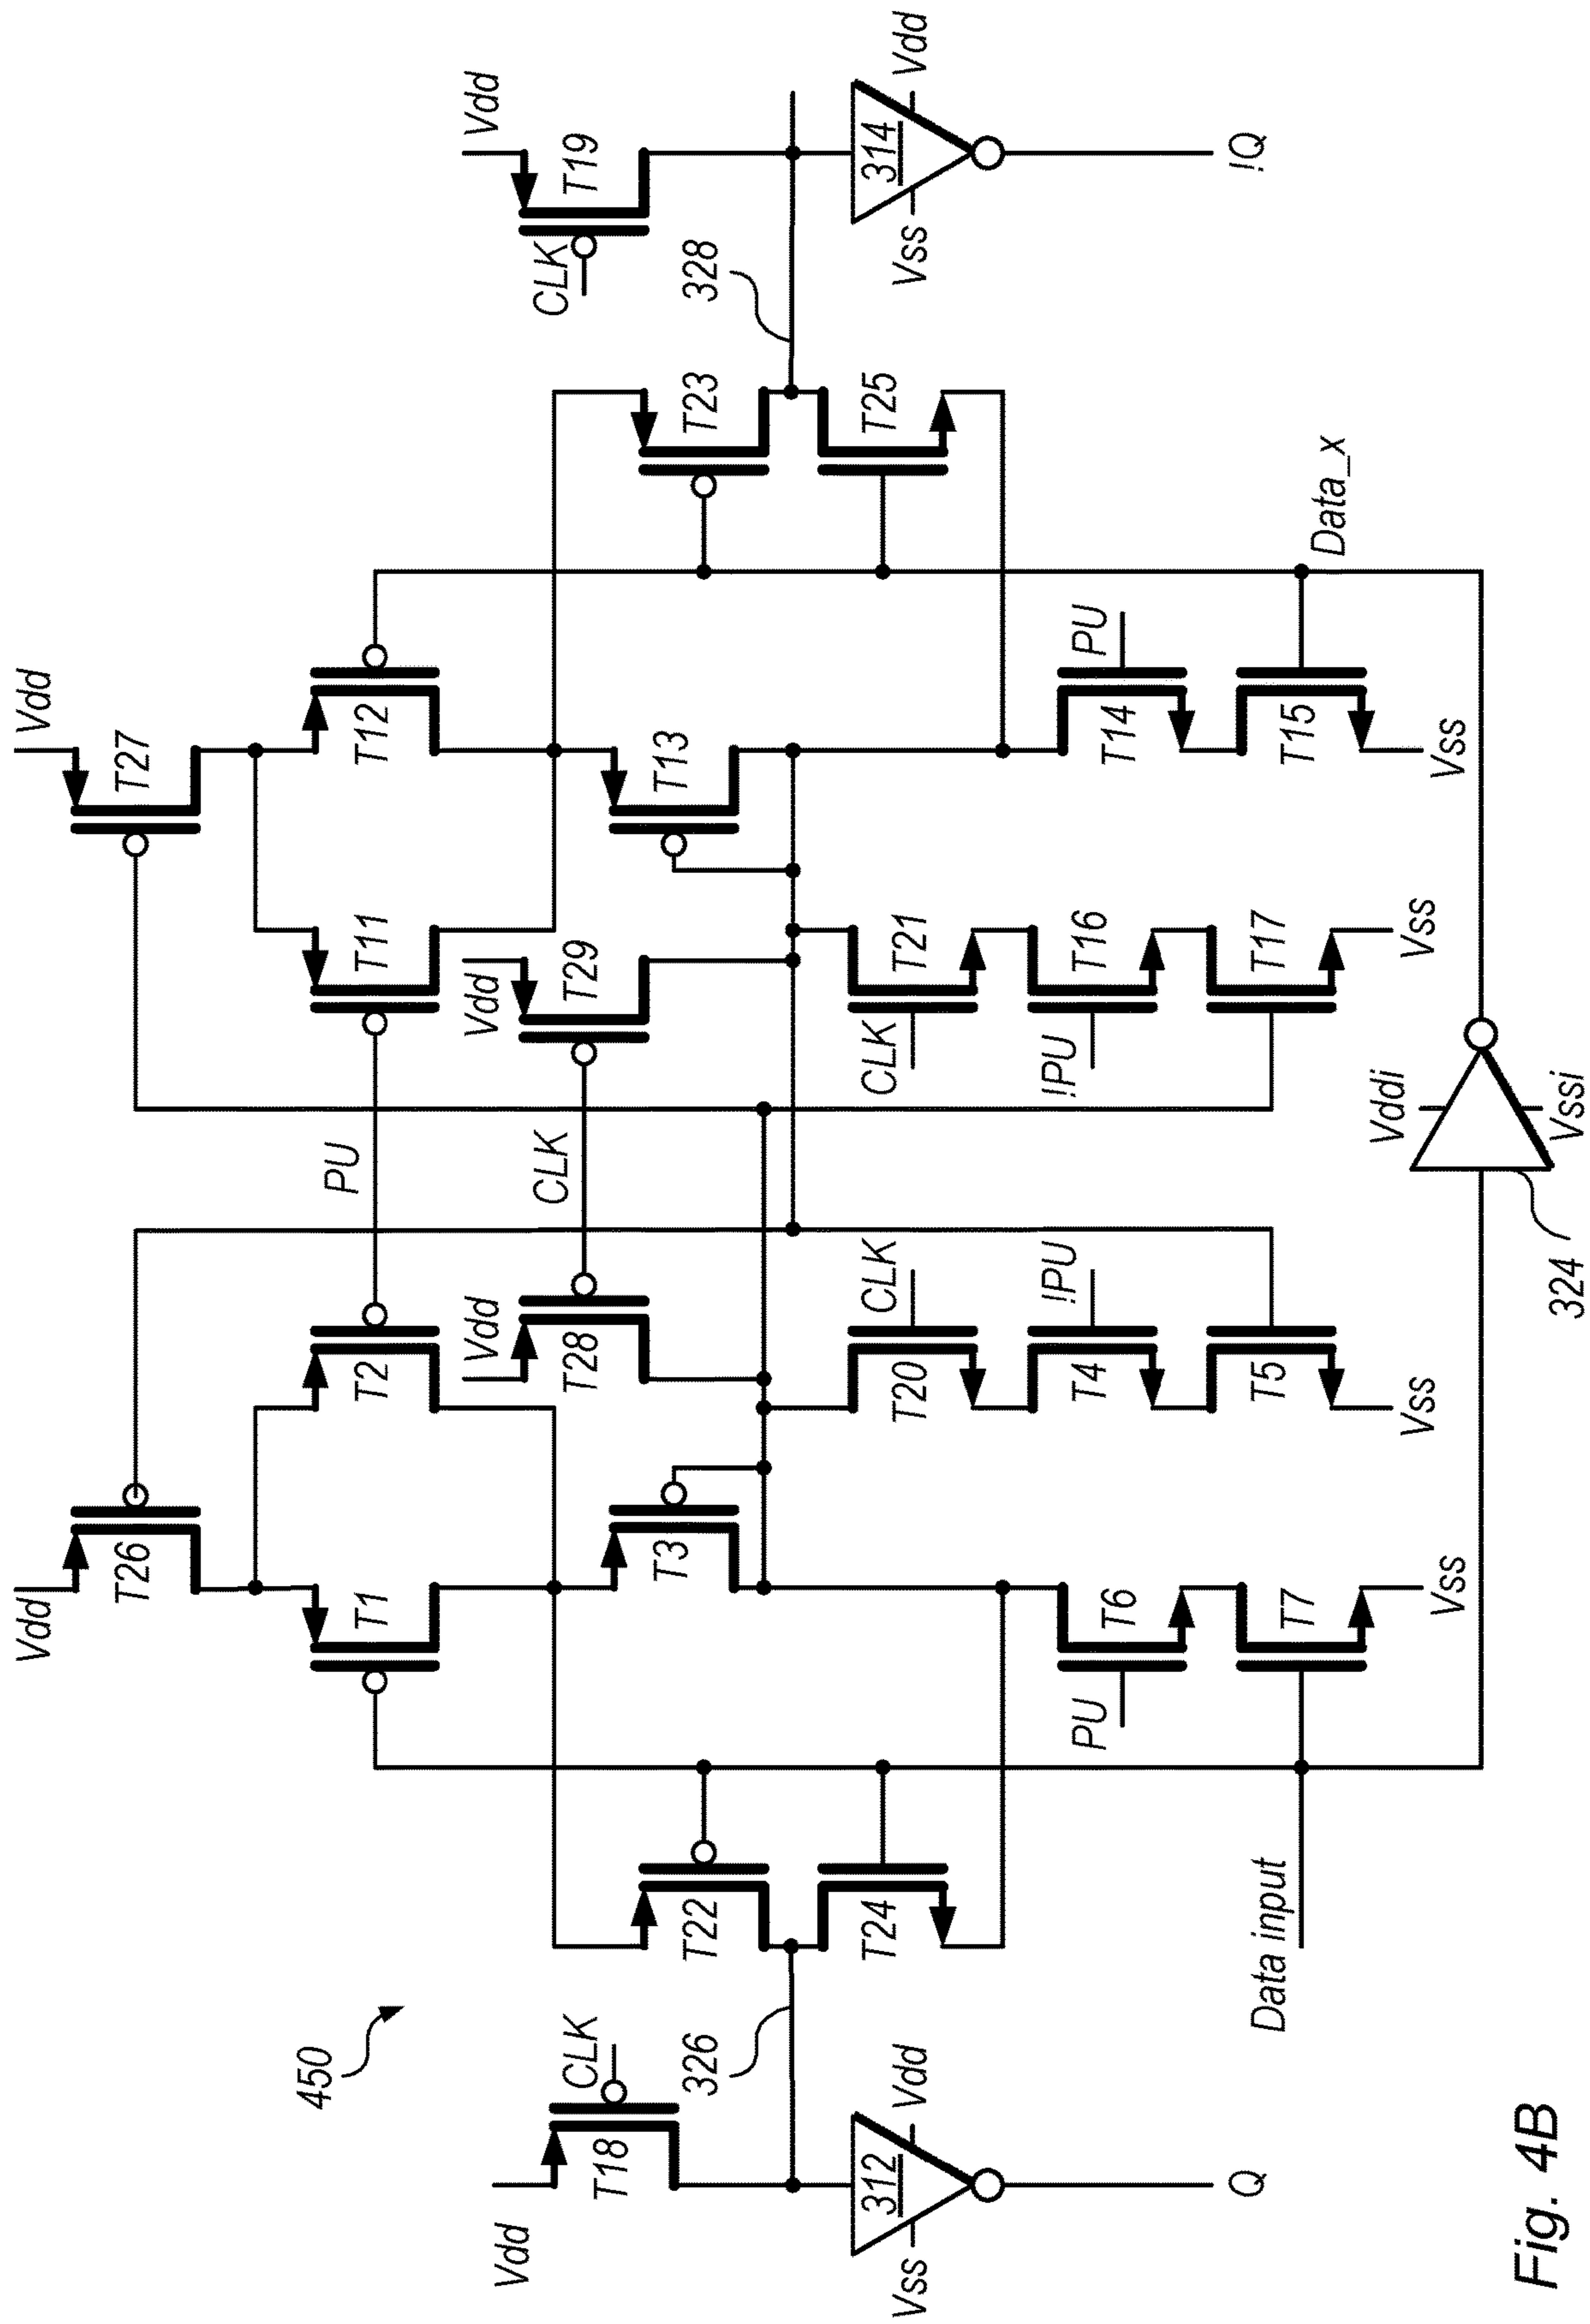 450
Vdd
T26
Vdd
T27
T1
T2
PU
T11
T12
Vdd
T18
CLK
Vdd
T28
CLK
Vdd
T29
CLK
Vdd
T19
T22
T3
T13
T23
326
328
T24
T25
Vss
312
Vdd
Q
CLK
T20
CLK
T21
Vss
314
Vdd
!Q
PU
T6
!PU
T4
!PU
T16
PU
T14
Data input
T7
T5
T17
T15
Data_x
Vss
Vss
Vss
Vss
324
Vddi
Vssi
Fig. 4B